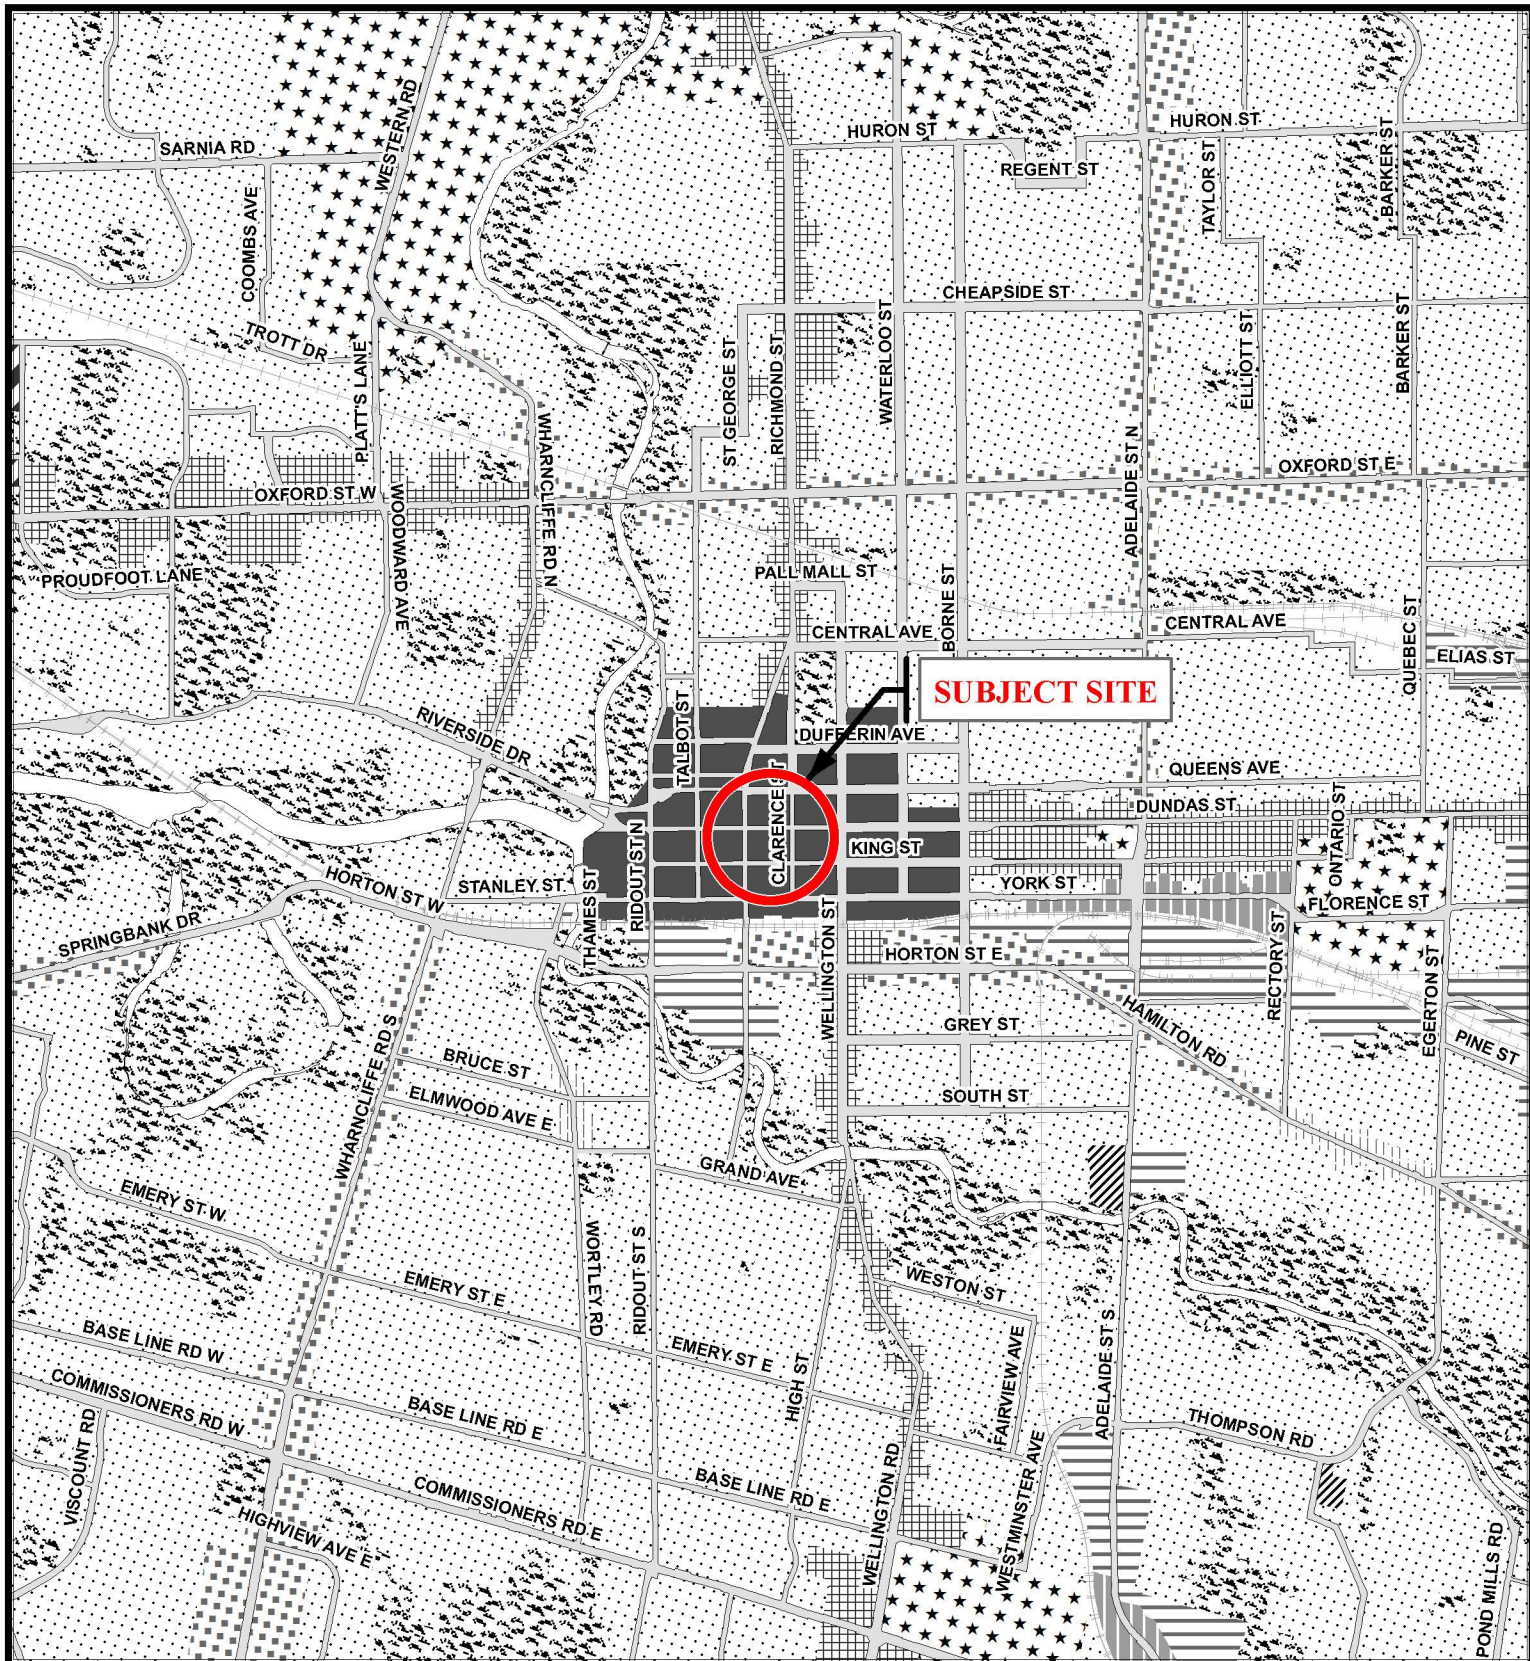 HURON ST
HURON ST
SARNIA RD
WESTERN RD
REGENT ST
TAYLOR ST
BARKER ST
COOMBS AVE
CHEAPSIDE ST
TROTT DR
PLATT'S LANE
ST GEORGE ST
RICHMOND ST
WATERLOO ST
ELLIOTT ST
BARKER ST
WHARNCLIFFE RD N
ADELAIDE ST N
OXFORD ST E
OXFORD ST W
WOODWARD AVE
PROUDFOOT LANE
PALL MALL ST
BORNE ST
QUEBEC ST
CENTRAL AVE
CENTRAL AVE
ELIAS ST
SUBJECT SITE
RIVERSIDE DR
TALBOT ST
DUFFERIN AVE
QUEENS AVE
CLARENCE ST
DUNDAS ST
ONTARIO ST
RIDOUT ST N
KING ST
HORTON ST W
STANLEY ST
YORK ST
FLORENCE ST
SPRINGBANK DR
THAMES ST
WELLINGTON ST
HORTON ST E
RECTORY ST
EGERTON ST
HAMILTON RD
GREY ST
PINE ST
WHARNCLIFFE RD S
BRUCE ST
ELMWOOD AVE E
SOUTH ST
GRAND AVE
EMERY ST W
WORTLEY RD
RIDOUT ST S
EMERY ST E
WESTON ST
BASE LINE RD W
EMERY ST E
HIGH ST
FAIRVIEW AVE
ADELAIDE ST S
COMMISSIONERS RD W
BASE LINE RD E
THOMPSON RD
VISCOUNT RD
WELLINGTON RD
WESTMINSTER AVE
BASE LINE RD E
COMMISSIONERS RD E
HIGHVIEW AVE E
POND MILLS RD